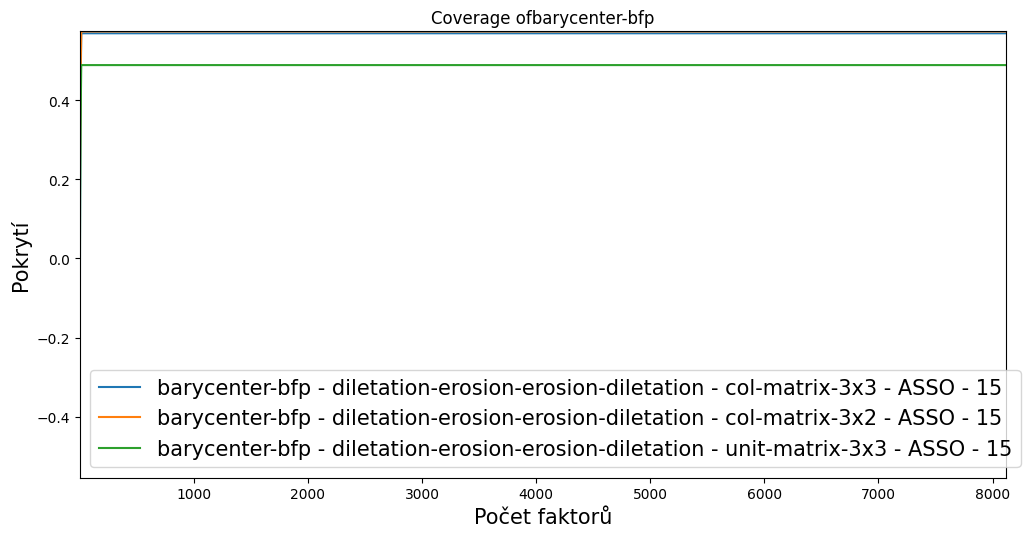 Coverage ofbarycenter-bfp
Pokrytí
0.4
0.2
0.0
−0.2
−0.4
barycenter-bfp - diletation-erosion-erosion-diletation - col-matrix-3x3 - ASSO - 15
barycenter-bfp - diletation-erosion-erosion-diletation - col-matrix-3x2 - ASSO - 15
barycenter-bfp - diletation-erosion-erosion-diletation - unit-matrix-3x3 - ASSO - 15
1000 2000 3000 4000 5000 6000 7000 8000
Počet faktorů